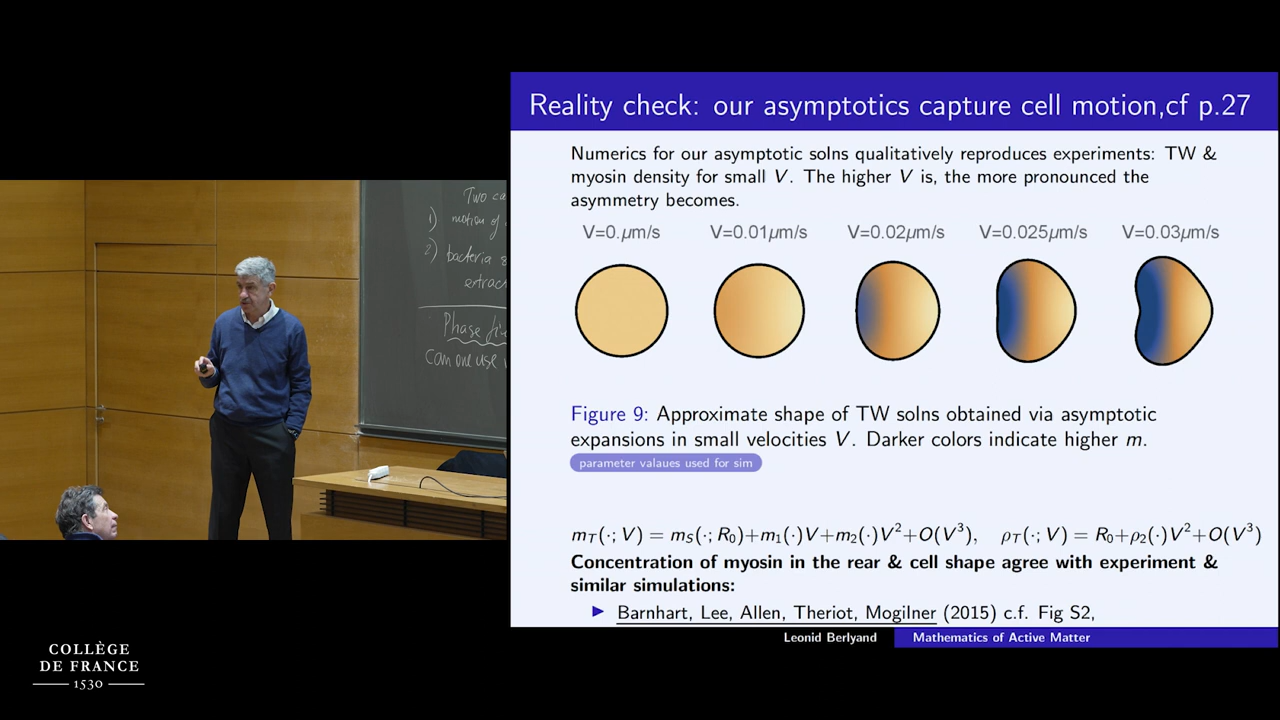 Two
1)
motion of
2) bacteria
extrac
Phase
Can one use
COLLÈGE
DE FRANCE
1530
Reality check: our asymptotics capture cell motion,cf p.27
Numerics for our asymptotic solns qualitatively reproduces experiments: TW &
myosin density for small V. The higher V is, the more pronounced the
asymmetry becomes.
V=0.μm/s V=0.01μm/s V=0.02μm/s V=0.025μm/s V=0.03μm/s
Figure 9: Approximate shape of TW solns obtained via asymptotic
expansions in small velocities V. Darker colors indicate higher m.
parameter valaues used for sim
m_T(·; V) = m_S(·; R_0)+m_1(·)V+m_2(·)V²+O(V³), ρ_T(·; V) = R_0+ρ_2(·)V²+O(V³)
Concentration of myosin in the rear & cell shape agree with experiment &
similar simulations:
▶ Barnhart, Lee, Allen, Theriot, Mogilner (2015) c.f. Fig S2,
Leonid Berlyand Mathematics of Active Matter